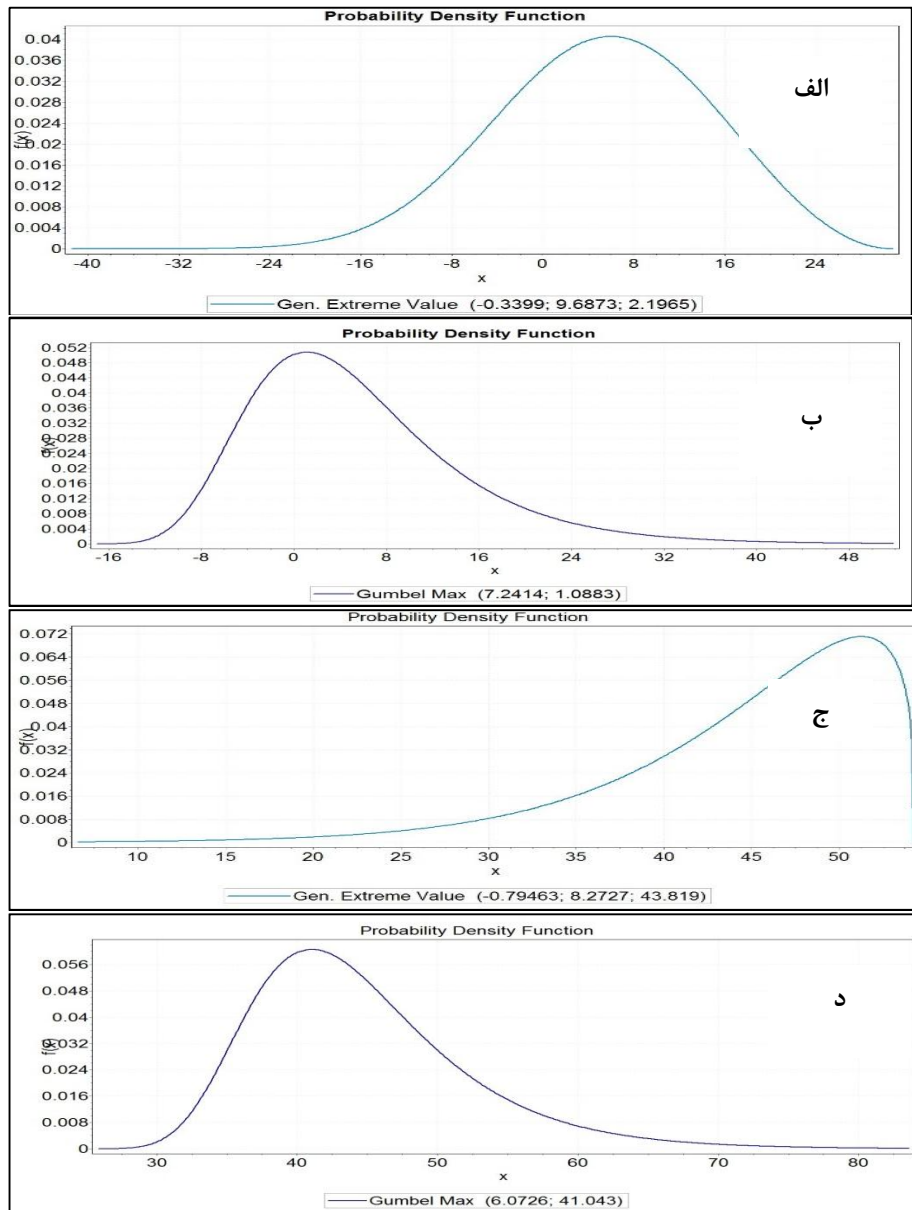 Probability Density Function
0.04
0.036
0.032
0.028
0.024
0.02
0.016
0.012
0.008
0.004
0
f(x)
الف
-40 -32 -24 -16 -8 0 8 16 24
x
Gen. Extreme Value (-0.3399; 9.6873; 2.1965)
Probability Density Function
0.052
0.048
0.044
0.04
0.036
0.032
0.028
0.024
0.02
0.016
0.012
0.008
0.004
0
f(x)
ب
-16 -8 0 8 16 24 32 40 48
x
Gumbel Max (7.2414; 1.0883)
Probability Density Function
0.072
0.064
0.056
0.048
0.04
0.032
0.024
0.016
0.008
0
f(x)
ج
10 15 20 25 30 35 40 45 50
x
Gen. Extreme Value (-0.79463; 8.2727; 43.819)
Probability Density Function
0.056
0.048
0.04
0.032
0.024
0.016
0.008
0
f(x)
د
30 40 50 60 70 80
x
Gumbel Max (6.0726; 41.043)